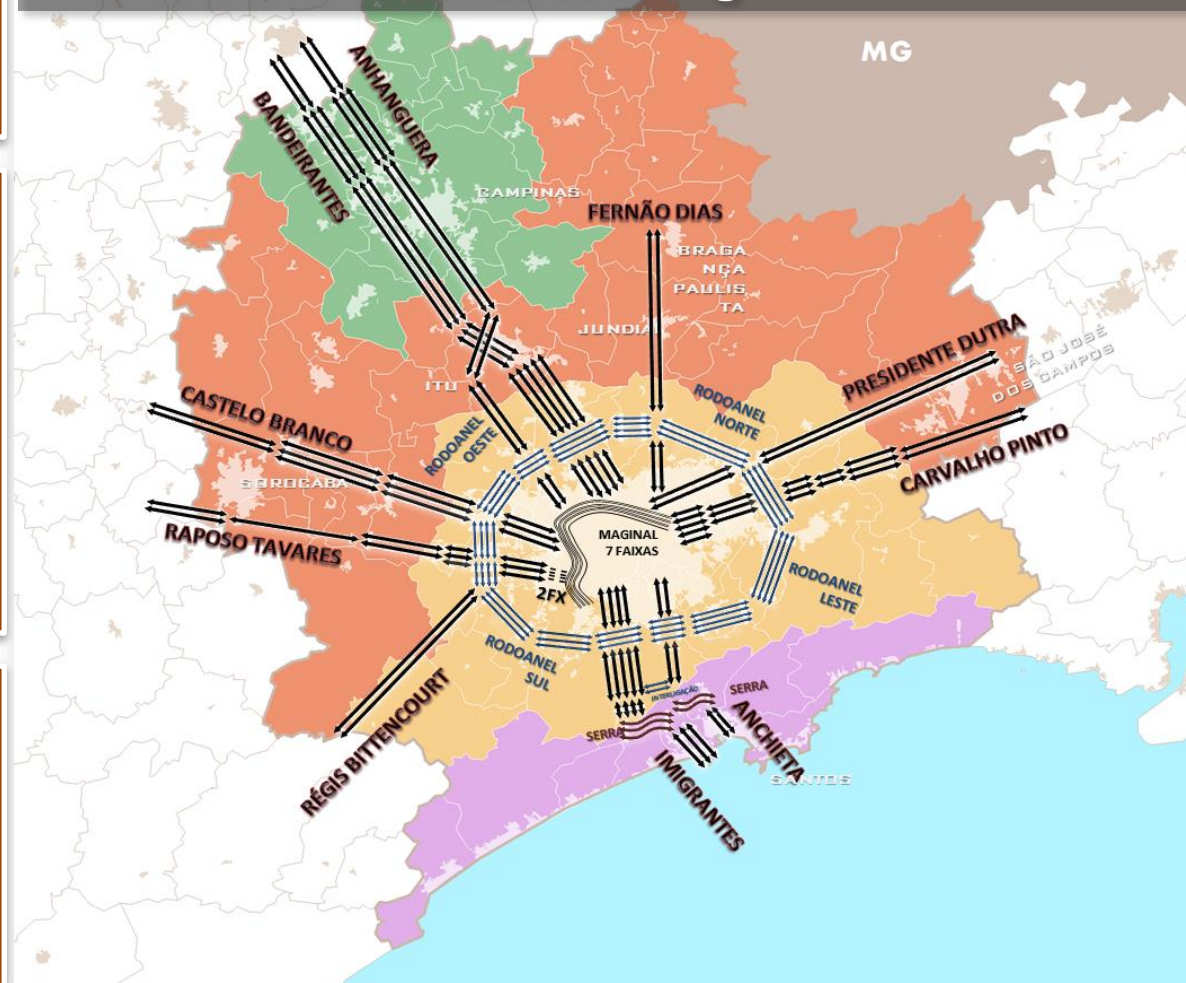 MG
ANHANGUERA
BANDEIRANTES
CAMPINAS
FERNÃO DIAS
BRAGA
NÇA
PAULIS
TA
JUNDIA
PRESIDENTE DUTRA
SÃO JOSÉ
DOS CAMPOS
ITU
CASTELO BRANCO
RODOANEL
OESTE
RODOANEL
NORTE
CARVALHO PINTO
SOROCABA
RAPOSO TAVARES
MAGINAL
7 FAIXAS
2FX
RODOANEL
LESTE
RODOANEL
SUL
INTERLIGAÇÃO
SERRA
SERRA
ANCHIETA
RÉGIS BITTENCOURT
IMIGRANTES
SANTOS